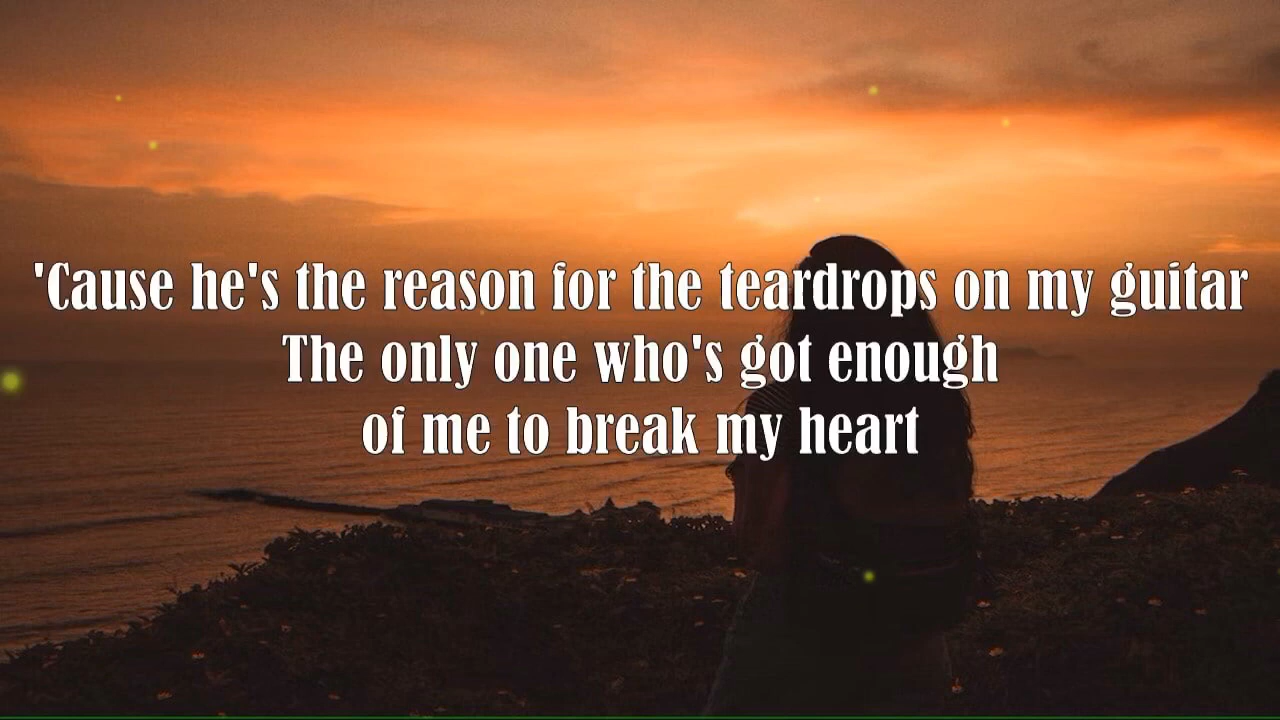 'Cause he's the reason for the teardrops on my guitar
The only one who's got enough
of me to break my heart